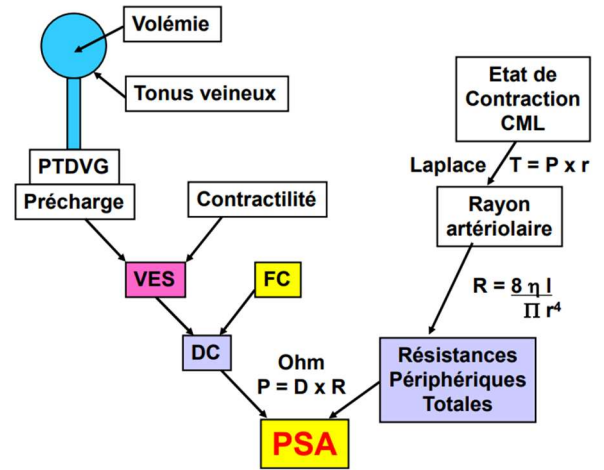 Volémie
Tonus veineux
PTDVG
Précharge
Contractilité
VES
FC
DC
Ohm
P = D x R
PSA
Etat de
Contraction
CML
Laplace T = P x r
Rayon
artériolaire
R = 8 η l
Π r⁴
Résistances
Périphériques
Totales